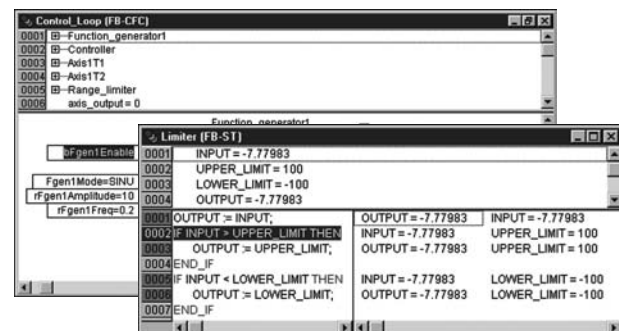 Control_Loop (FB-CFC)
0001 Function_generator1
0002 Controller
0003 Axis1T1
0004 Axis1T2
0005 Range_limiter
0006 axis_output = 0
Function_generator1
bFgen1Enable
Fgen1Mode=SINU
rFgen1Amplitude=10
rFgen1Freq=0.2
Limiter (FB-ST)
0001 INPUT = -7.77983
0002 UPPER_LIMIT = 100
0003 LOWER_LIMIT = -100
0004 OUTPUT = -7.77983
0001 OUTPUT := INPUT; OUTPUT = -7.77983 INPUT = -7.77983
0002 IF INPUT > UPPER_LIMIT THEN INPUT = -7.77983 UPPER_LIMIT = 100
0003 OUTPUT := UPPER_LIMIT; OUTPUT = -7.77983 UPPER_LIMIT = 100
0004 END_IF
0005 IF INPUT < LOWER_LIMIT THEN INPUT = -7.77983 LOWER_LIMIT = -100
0006 OUTPUT := LOWER_LIMIT; OUTPUT = -7.77983 LOWER_LIMIT = -100
0007 END_IF